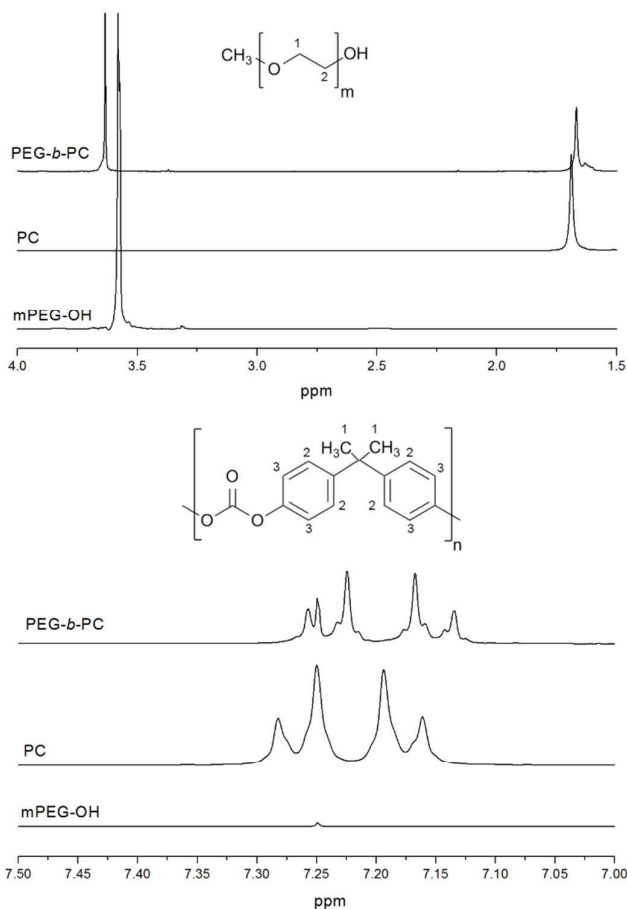 1
CH₃ O OH
2 m
PEG-b-PC
PC
mPEG-OH
4.0 3.5 3.0 2.5 2.0 1.5
ppm
1 1
H₃C CH₃
O 3 2 2 3
O O 3 2 2 3 n
PEG-b-PC
PC
mPEG-OH
7.50 7.45 7.40 7.35 7.30 7.25 7.20 7.15 7.10 7.05 7.00
ppm